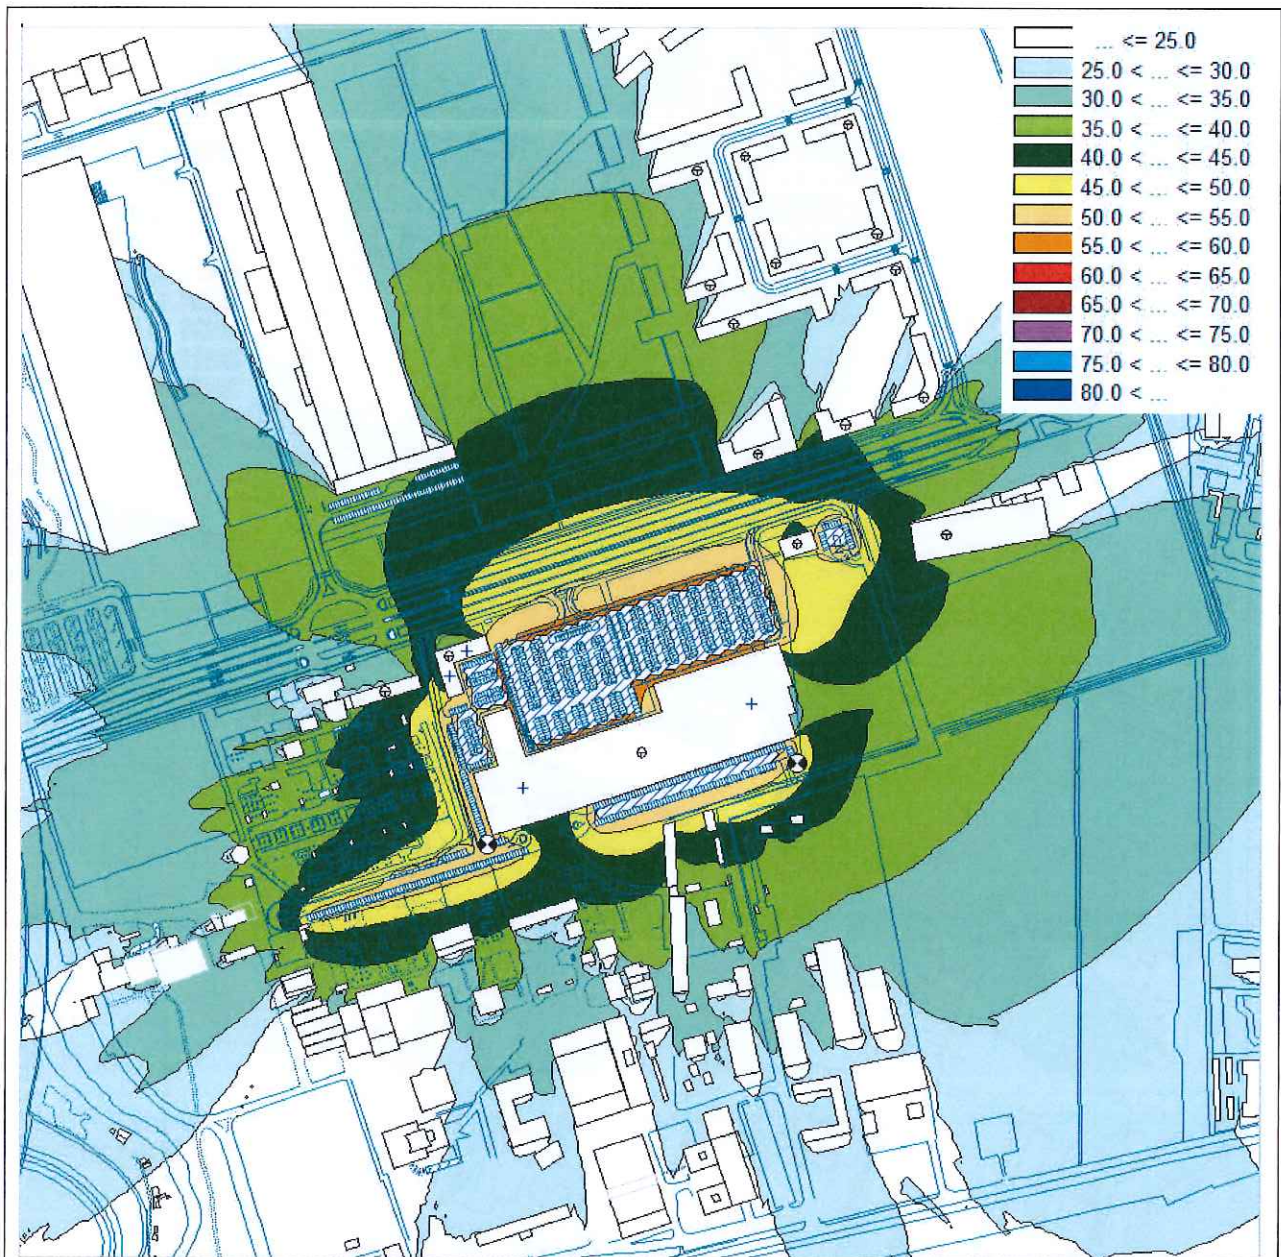 ... <= 25.0
25.0 < ... <= 30.0
30.0 < ... <= 35.0
35.0 < ... <= 40.0
40.0 < ... <= 45.0
45.0 < ... <= 50.0
50.0 < ... <= 55.0
55.0 < ... <= 60.0
60.0 < ... <= 65.0
65.0 < ... <= 70.0
70.0 < ... <= 75.0
75.0 < ... <= 80.0
80.0 < ...